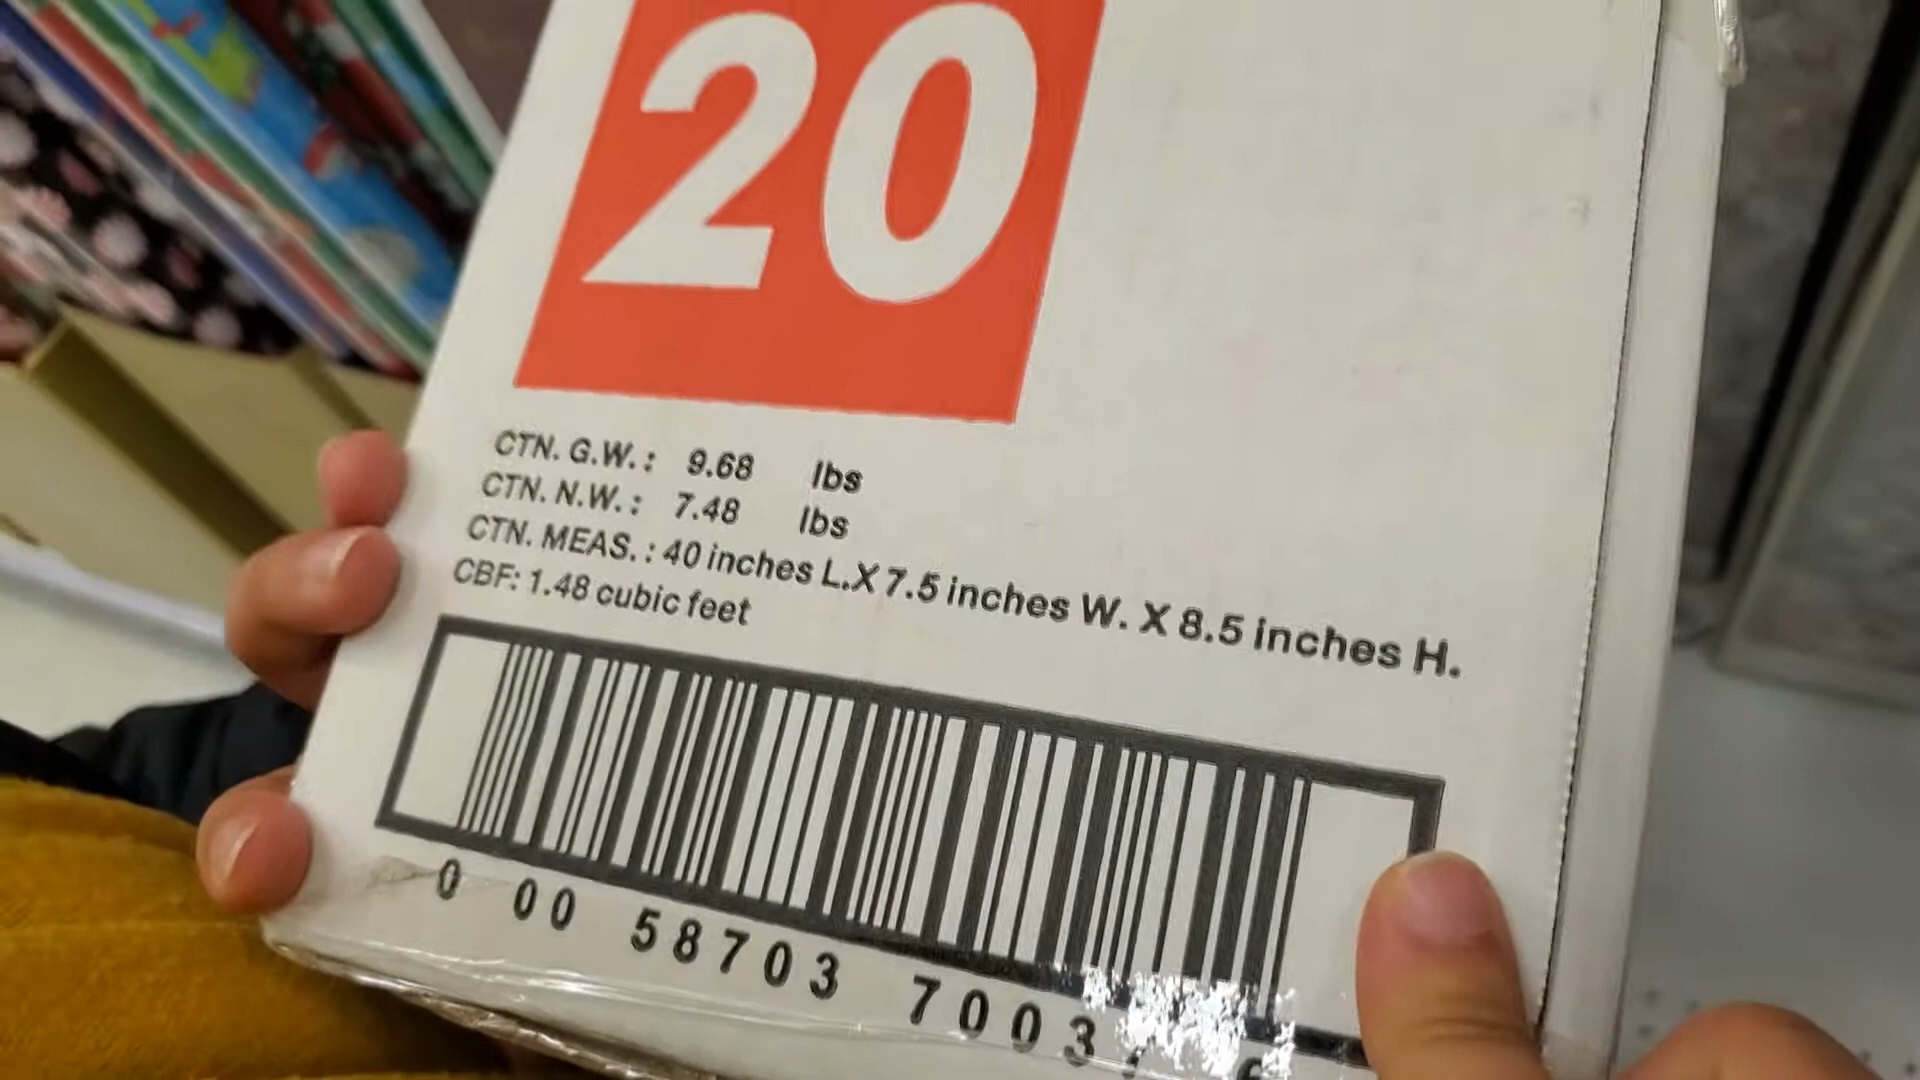 20
CTN. G.W. : 9.68 lbs
CTN. N.W. : 7.48 lbs
CTN. MEAS. : 40 inches L.X 7.5 inches W. X 8.5 inches H.
CBF: 1.48 cubic feet
0 00 58703 7003